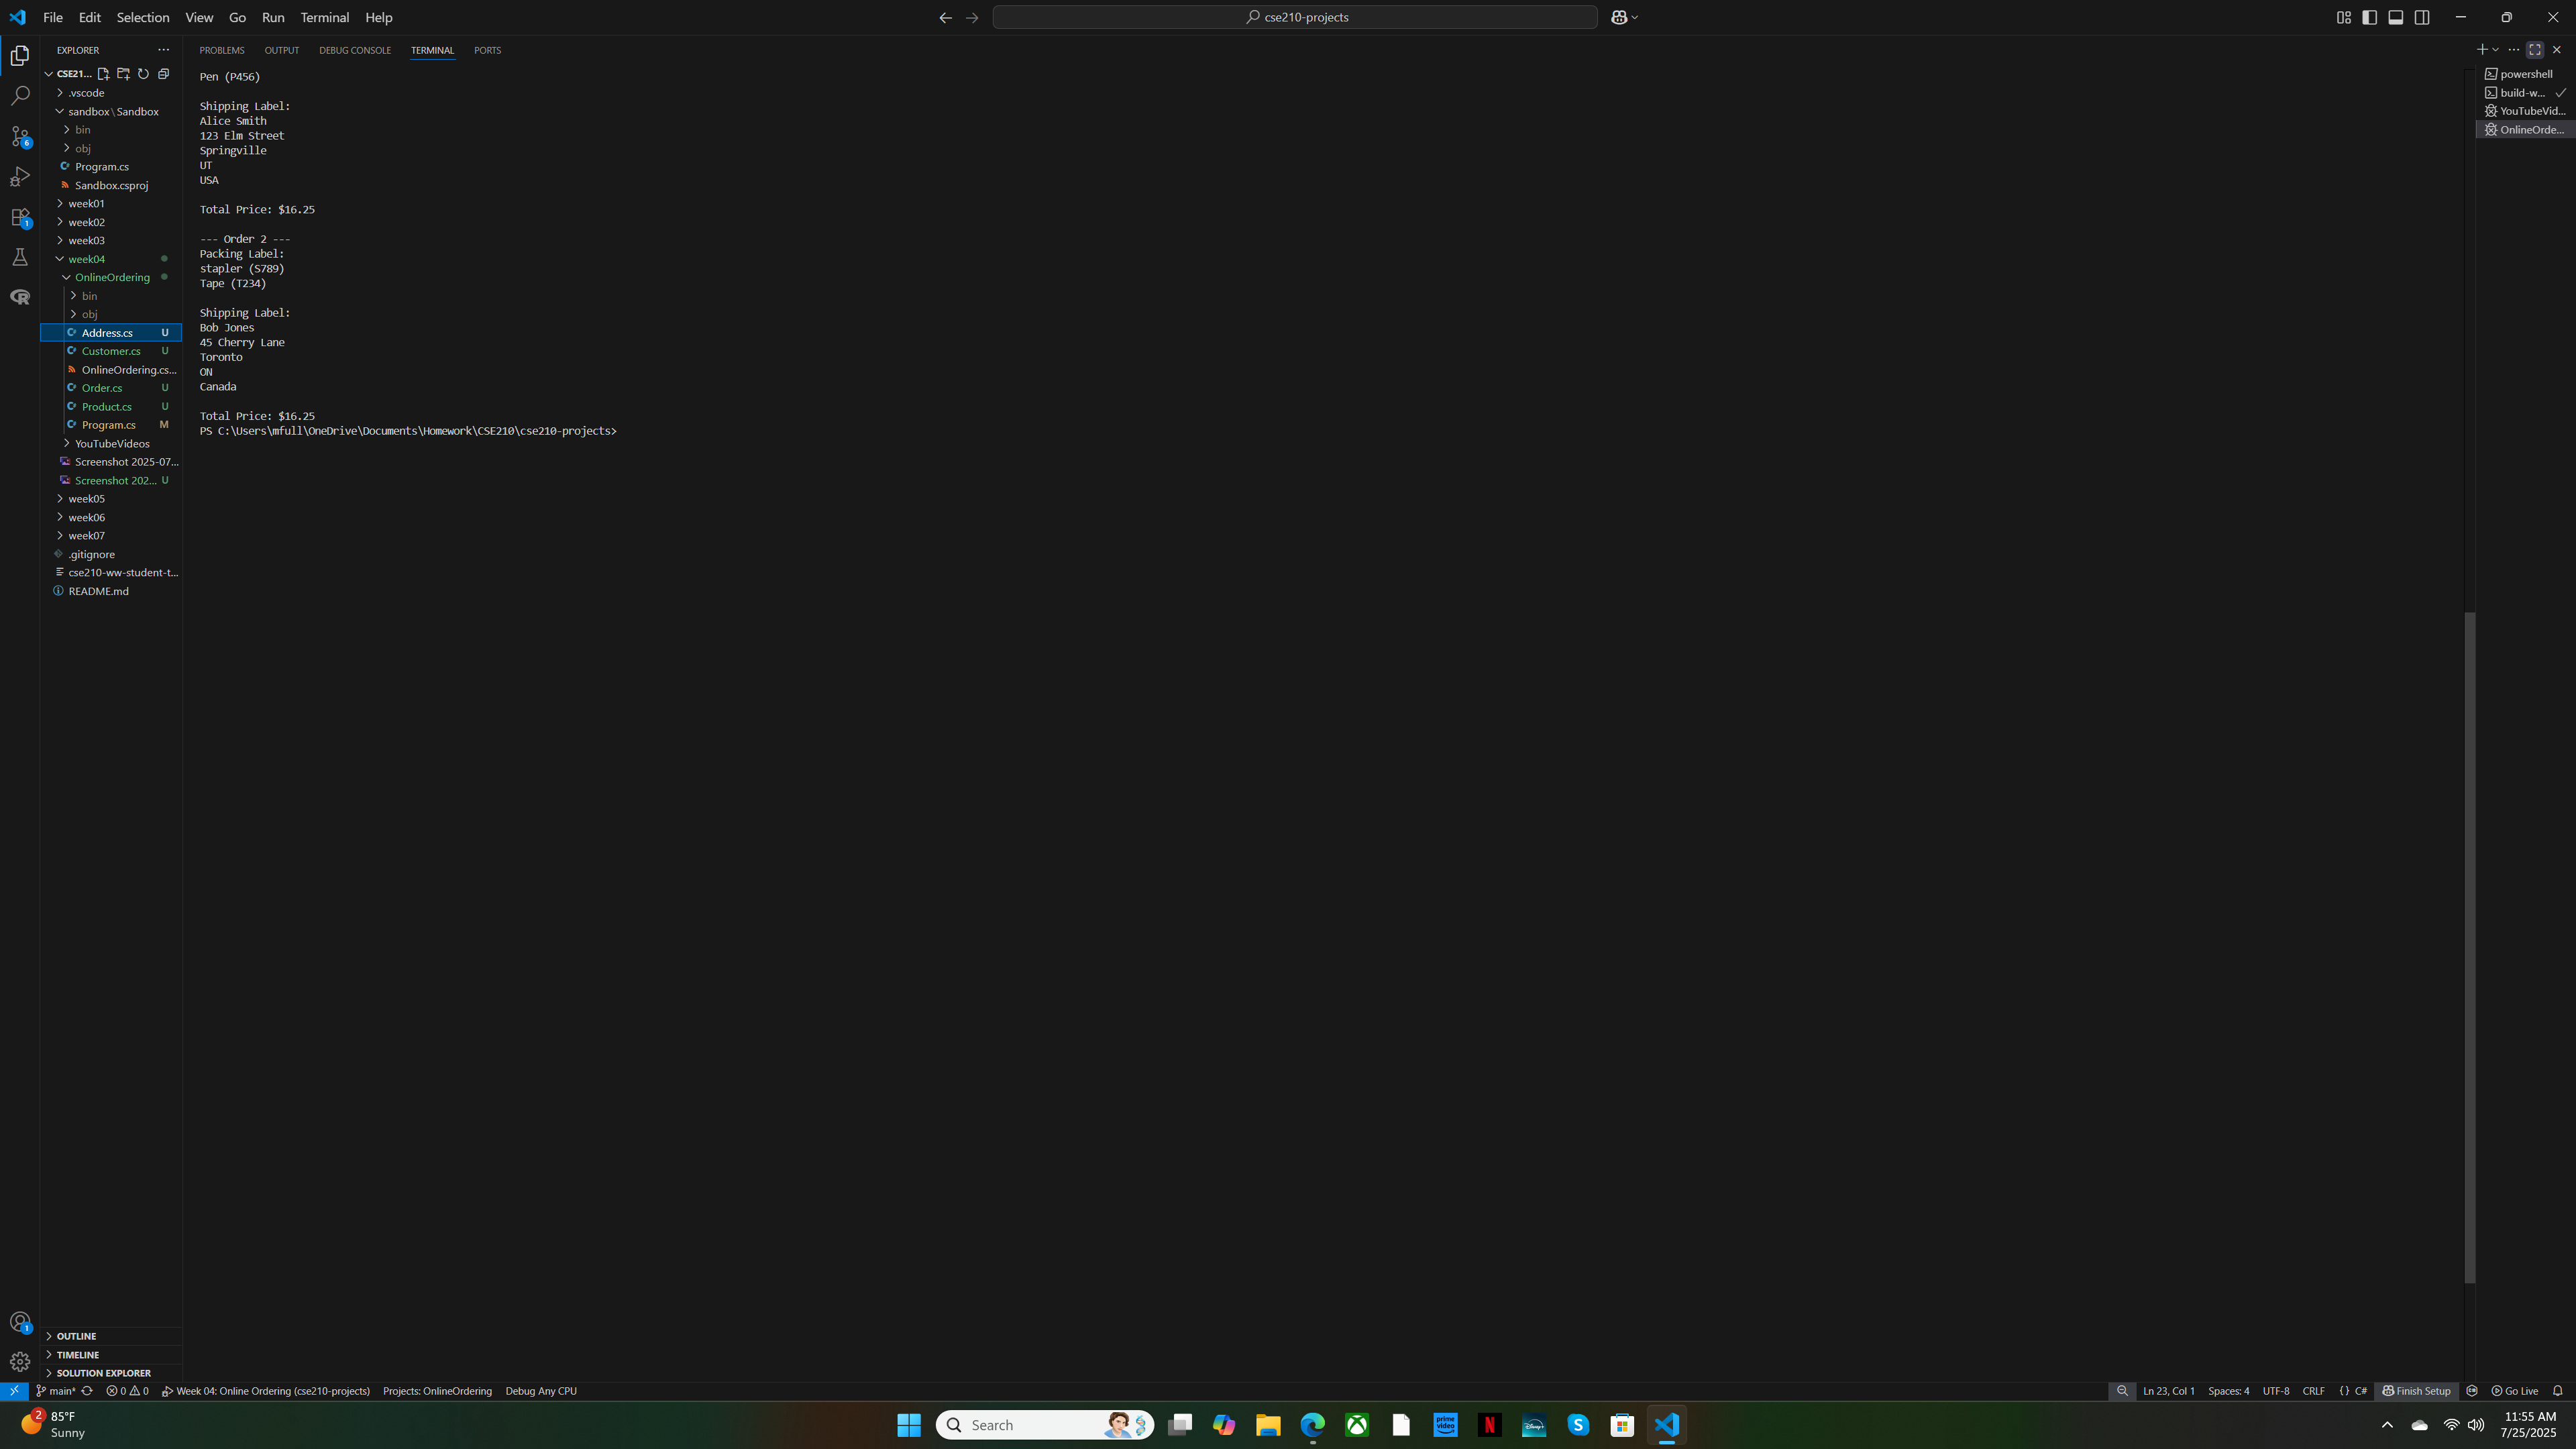 File Edit Selection View Go Run Terminal Help
cse210-projects
EXPLORER
PROBLEMS OUTPUT DEBUG CONSOLE TERMINAL PORTS
CSE21...
.vscode
sandbox\Sandbox
bin
obj
Program.cs
Sandbox.csproj
week01
week02
week03
week04
OnlineOrdering
bin
obj
Address.cs U
Customer.cs U
OnlineOrdering.cs...
Order.cs U
Product.cs U
Program.cs M
YouTubeVideos
Screenshot 2025-07...
Screenshot 202... U
week05
week06
week07
.gitignore
cse210-ww-student-t...
README.md
6
1
Pen (P456)
Shipping Label:
Alice Smith
123 Elm Street
Springville
UT
USA
Total Price: $16.25
--- Order 2 ---
Packing Label:
stapler (S789)
Tape (T234)
Shipping Label:
Bob Jones
45 Cherry Lane
Toronto
ON
Canada
Total Price: $16.25
PS C:\Users\mfull\OneDrive\Documents\Homework\CSE210\cse210-projects>
powershell
build-w...
YouTubeVid...
OnlineOrde...
1
OUTLINE
TIMELINE
SOLUTION EXPLORER
main* 0 0 Week 04: Online Ordering (cse210-projects) Projects: OnlineOrdering Debug Any CPU
Ln 23, Col 1 Spaces: 4 UTF-8 CRLF {} C# Finish Setup Go Live
2
85°F
Sunny
Search
prime video
N
Disney+
S
11:55 AM
7/25/2025